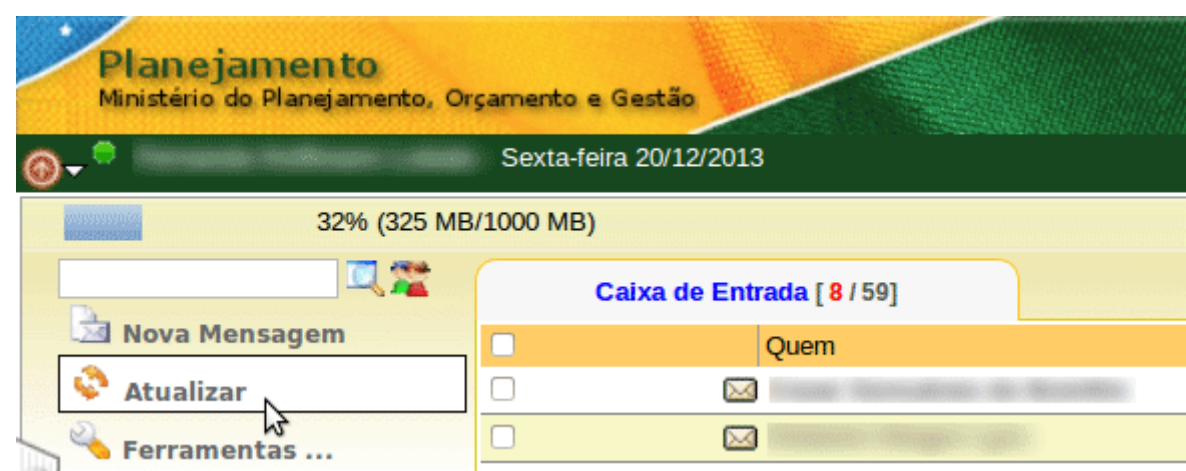 Planejamento
Ministério do Planejamento, Orçamento e Gestão
Sexta-feira 20/12/2013
32% (325 MB/1000 MB)
Caixa de Entrada [ 8 / 59]
Nova Mensagem
Quem
Atualizar
Ferramentas ...